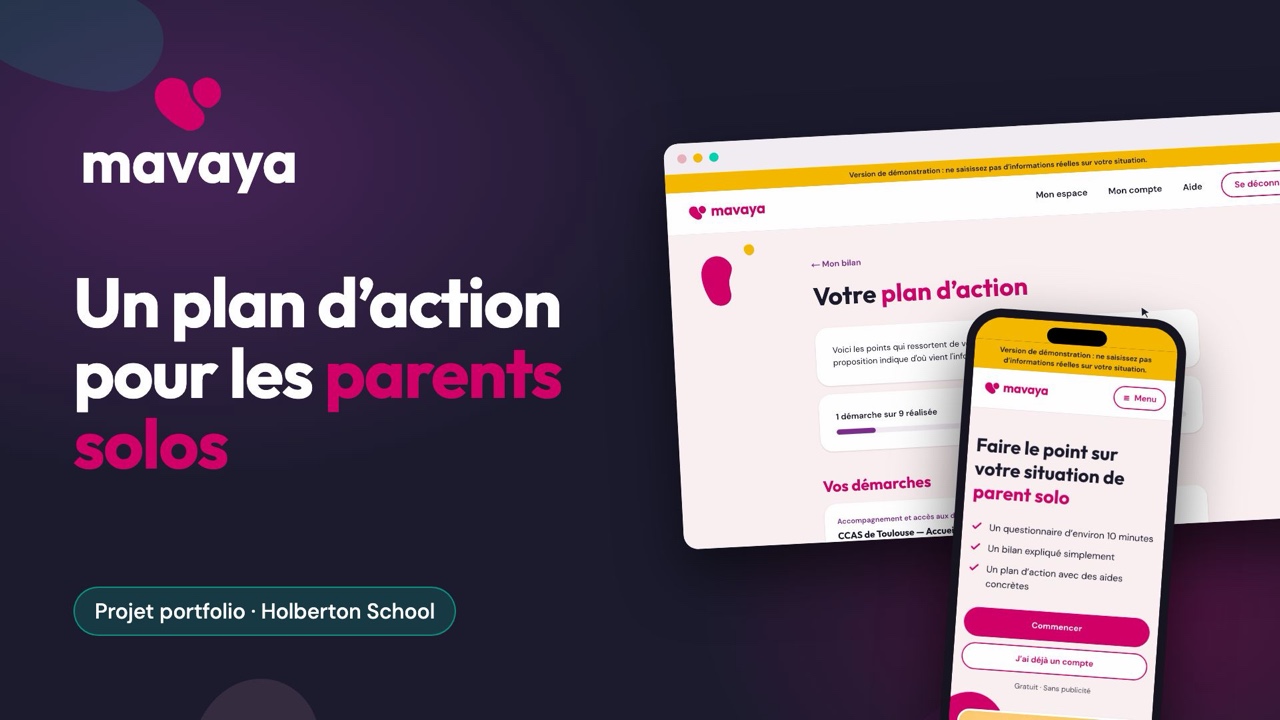 mavaya
Un plan d’action
pour les parents
solos
Projet portfolio · Holberton School
Version de démonstration : ne saisissez pas d’informations réelles sur votre situation.
mavaya
Mon espace
Mon compte
Aide
Se déconn
← Mon bilan
Votre plan d’action
Voici les points qui ressortent de v
proposition indique d’où vient l’info
1 démarche sur 9 réalisée
Vos démarches
Accompagnement et accès aux d
CCAS de Toulouse — Accuei
Version de démonstration : ne saisissez pas
d’informations réelles sur votre situation.
mavaya
≡ Menu
Faire le point sur
votre situation de
parent solo
Un questionnaire d’environ 10 minutes
Un bilan expliqué simplement
Un plan d’action avec des aides
concrètes
Commencer
J’ai déjà un compte
Gratuit · Sans publicité